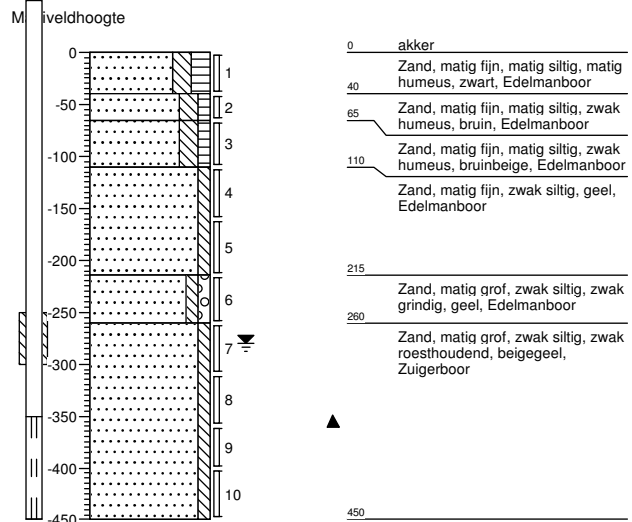 Maaiveldhoogte
0
-50
-100
-150
-200
-250
-300
-350
-400
-450
1
2
3
4
5
6
7
8
9
10
0 akker
Zand, matig fijn, matig siltig, matig
humeus, zwart, Edelmanboor
40
Zand, matig fijn, matig siltig, zwak
humeus, bruin, Edelmanboor
65
Zand, matig fijn, matig siltig, zwak
humeus, bruinbeige, Edelmanboor
110
Zand, matig fijn, zwak siltig, geel,
Edelmanboor
215
Zand, matig grof, zwak siltig, zwak
grindig, geel, Edelmanboor
260
Zand, matig grof, zwak siltig, zwak
roesthoudend, beigegeel,
Zuigerboor
450